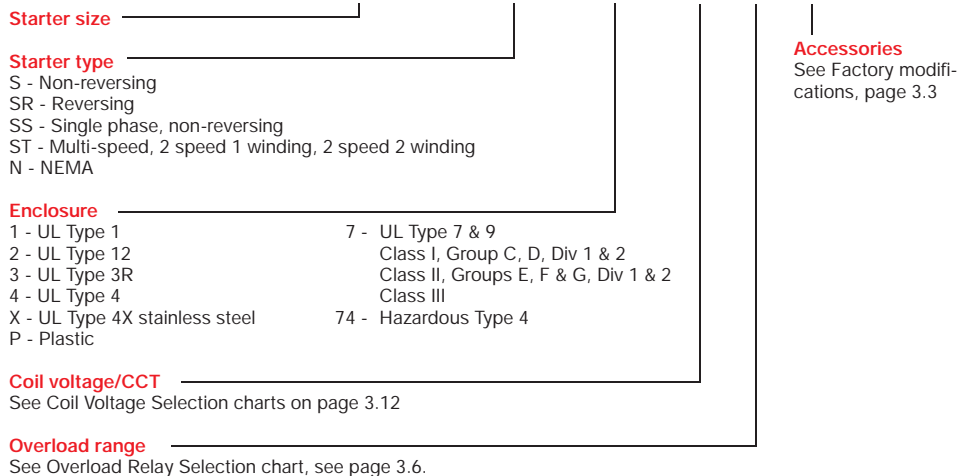 Starter size
Starter type
S - Non-reversing
SR - Reversing
SS - Single phase, non-reversing
ST - Multi-speed, 2 speed 1 winding, 2 speed 2 winding
N - NEMA
Accessories
See Factory modifi-
cations, page 3.3
Enclosure
1 - UL Type 1
2 - UL Type 12
3 - UL Type 3R
4 - UL Type 4
X - UL Type 4X stainless steel
P - Plastic
7 - UL Type 7 & 9
Class I, Group C, D, Div 1 & 2
Class II, Groups E, F & G, Div 1 & 2
Class III
74 - Hazardous Type 4
Coil voltage/CCT
See Coil Voltage Selection charts on page 3.12
Overload range
See Overload Relay Selection chart, see page 3.6.